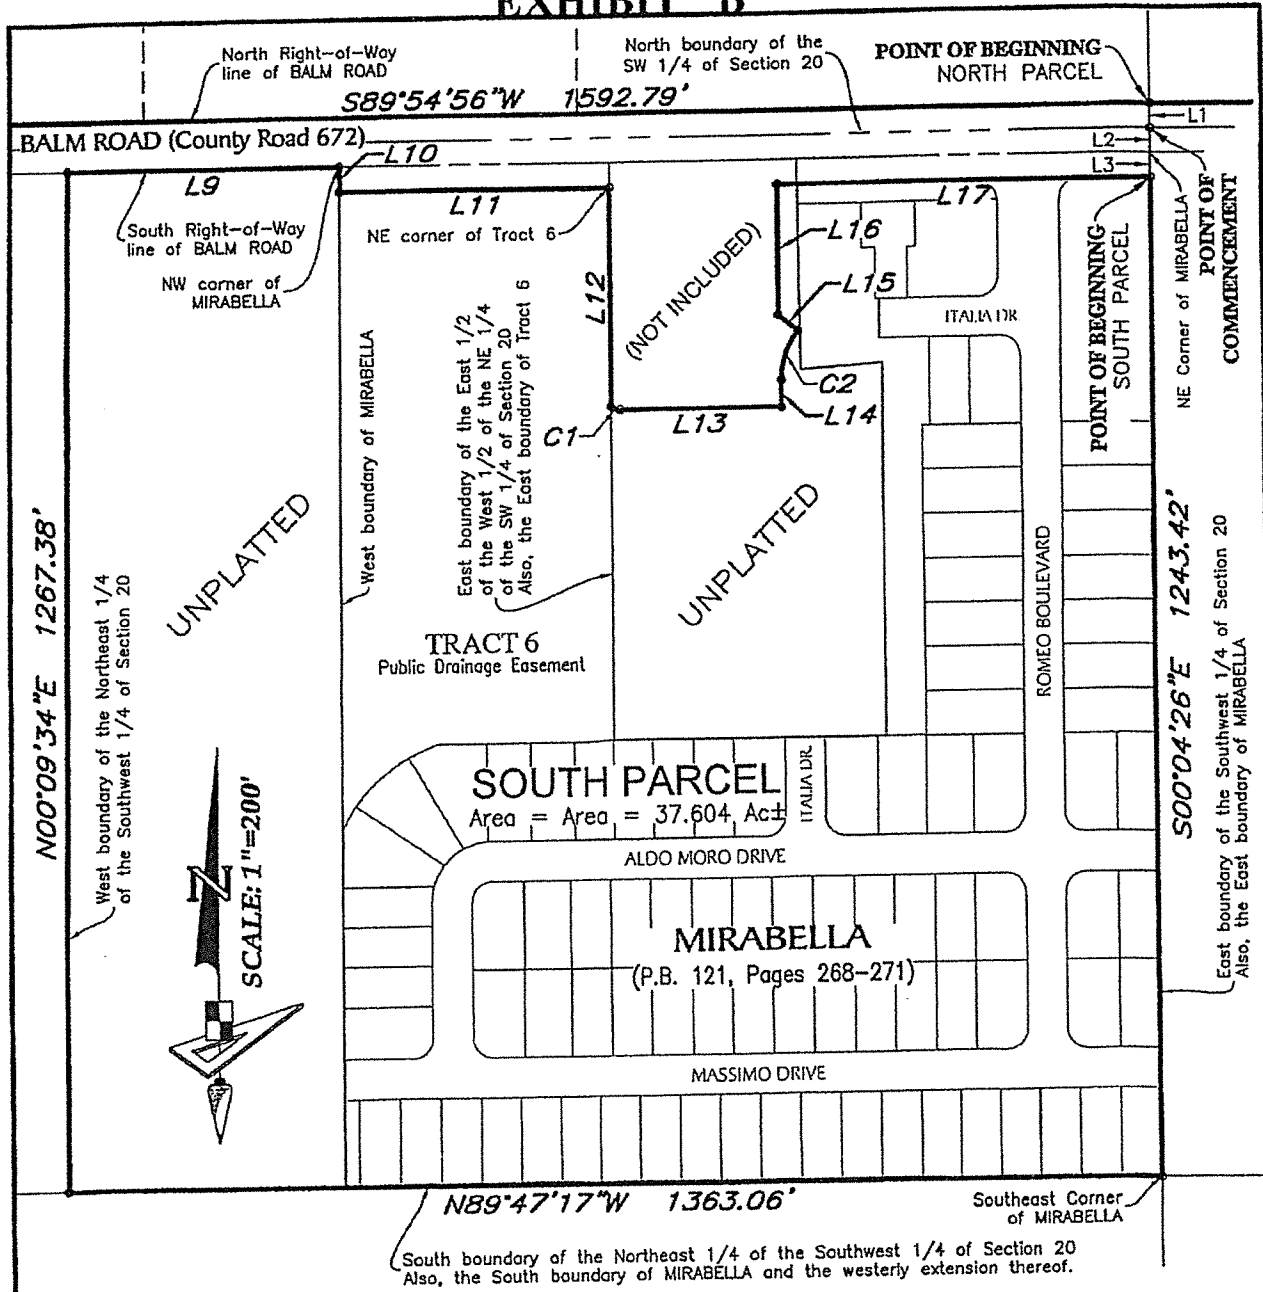 EXHIBIT B
North Right-of-Way
line of BALM ROAD
North boundary of the
SW 1/4 of Section 20
POINT OF BEGINNING
NORTH PARCEL
S89°54'56"W 1592.79'
L1
BALM ROAD (County Road 672)
L2
L3
L10
L9
L11
L17
South Right-of-Way
line of BALM ROAD
NE corner of Tract 6
L16
NW corner of
MIRABELLA
L12
(NOT INCLUDED)
L15
ITALIA DR
POINT OF BEGINNING
SOUTH PARCEL
NE Corner of MIRABELLA
POINT OF
COMMENCEMENT
C2
L14
L13
C1
West boundary of MIRABELLA
East boundary of the East 1/2
of the West 1/2 of the NE 1/4
of the SW 1/4 of Section 20
Also, the East boundary of Tract 6
UNPLATTED
UNPLATTED
N00°09'34"E 1267.38'
West boundary of the Northeast 1/4
of the Southwest 1/4 of Section 20
ROMEO BOULEVARD
S00°04'26"E 1243.42'
East boundary of the Southwest 1/4 of Section 20
Also, the East boundary of MIRABELLA
TRACT 6
Public Drainage Easement
SOUTH PARCEL
Area = Area = 37.604 Ac±
ITALIA DR.
ALDO MORO DRIVE
N
SCALE: 1"=200'
MIRABELLA
(P.B. 121, Pages 268-271)
MASSIMO DRIVE
N89°47'17"W 1363.06'
Southeast Corner
of MIRABELLA
South boundary of the Northeast 1/4 of the Southwest 1/4 of Section 20
Also, the South boundary of MIRABELLA and the westerly extension thereof.